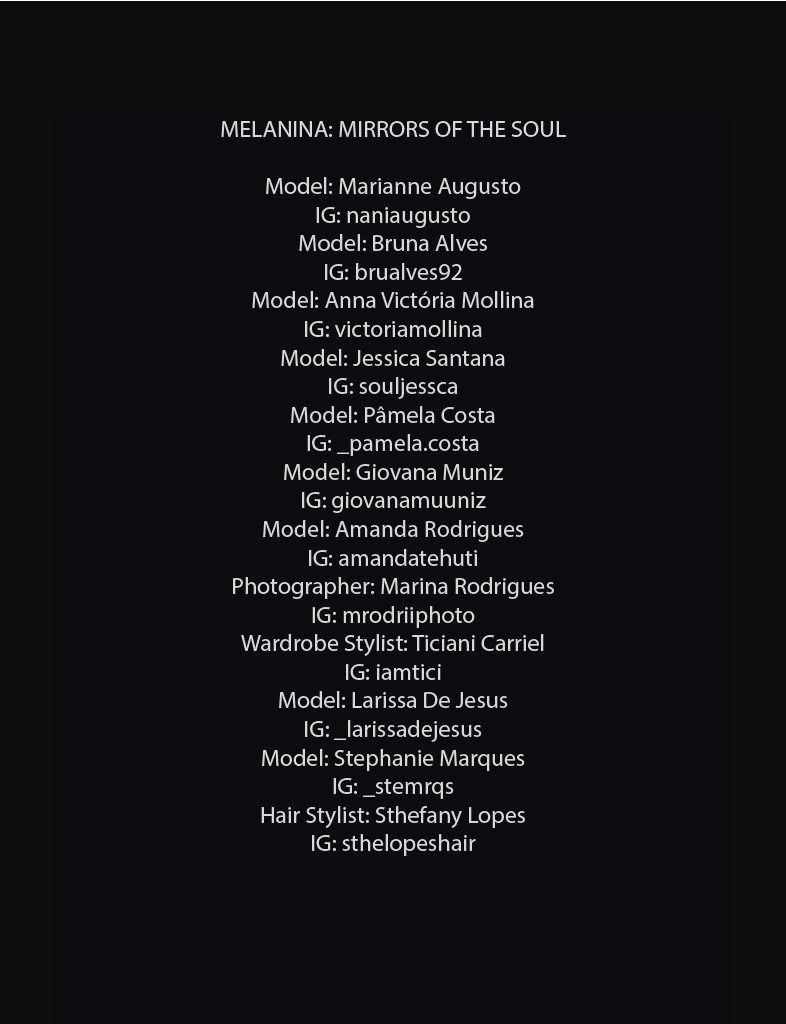 MELANINA: MIRRORS OF THE SOUL
Model: Marianne Augusto
IG: naniaugusto
Model: Bruna Alves
IG: brualves92
Model: Anna Victória Mollina
IG: victoriamollina
Model: Jessica Santana
IG: souljessca
Model: Pâmela Costa
IG: _pamela.costa
Model: Giovana Muniz
IG: giovanamuuniz
Model: Amanda Rodrigues
IG: amandatehuti
Photographer: Marina Rodrigues
IG: mrodriiphoto
Wardrobe Stylist: Ticiani Carriel
IG: iamtici
Model: Larissa De Jesus
IG: _larissadejesus
Model: Stephanie Marques
IG: _stemrqs
Hair Stylist: Sthefany Lopes
IG: sthelopeshair